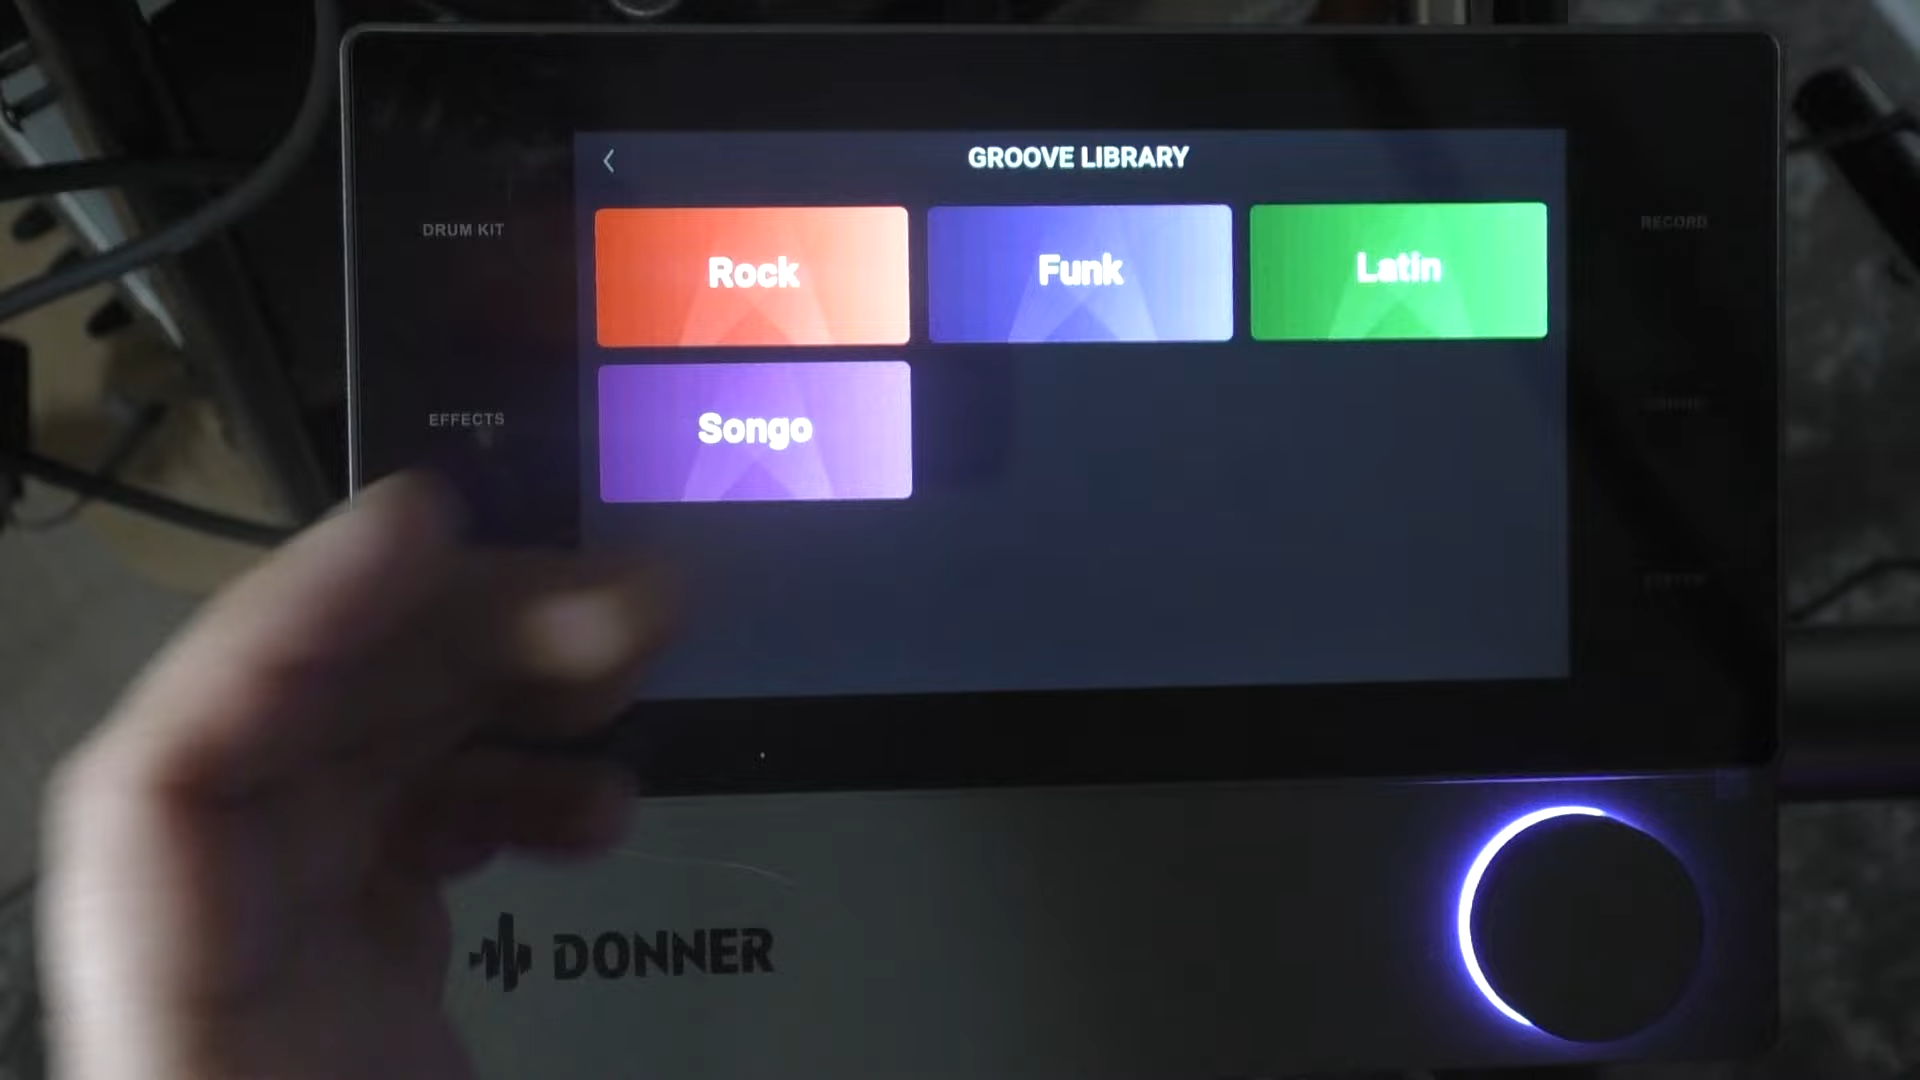 GROOVE LIBRARY
DRUM KIT
Rock
Funk
Latin
RECORD
EFFECTS
Songo
DONNER